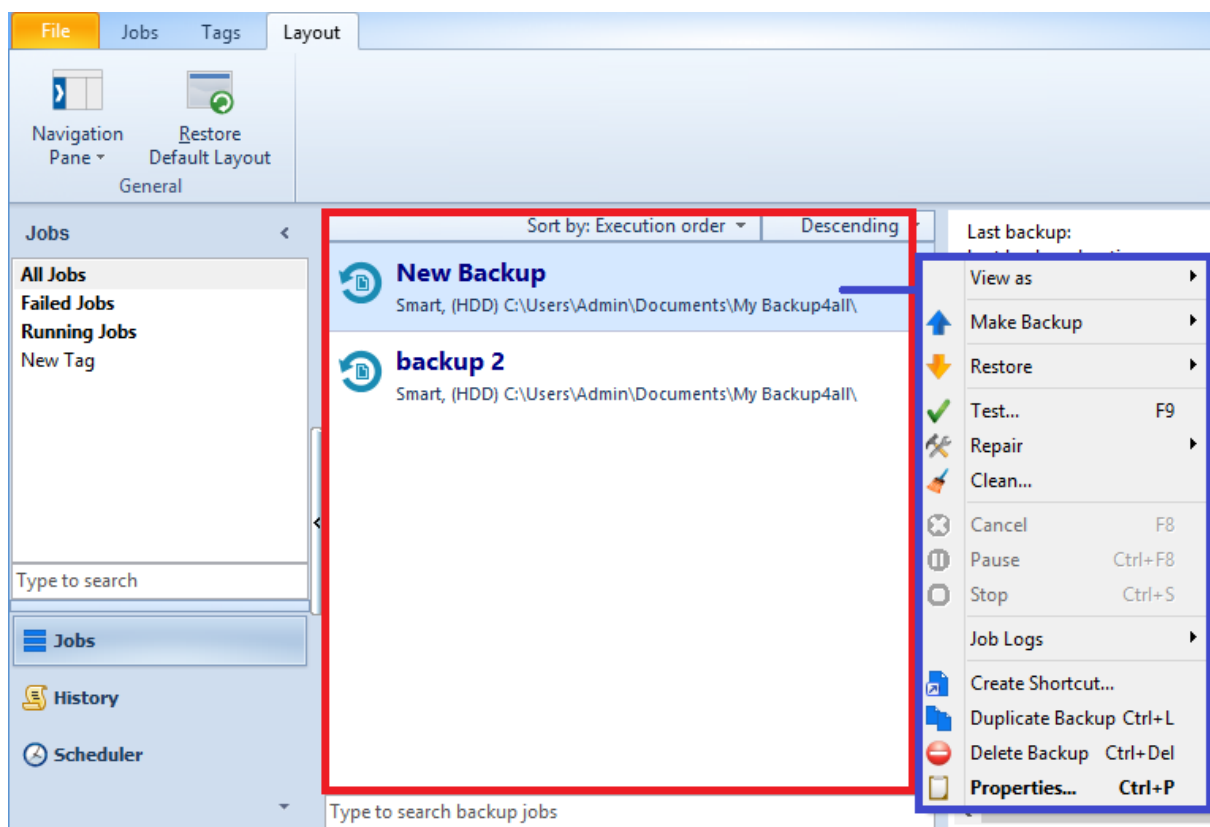 File Jobs Tags Layout
Navigation Pane
Restore Default Layout
General
Jobs
All Jobs
Failed Jobs
Running Jobs
New Tag
Type to search
Jobs
History
Scheduler
Sort by: Execution order Descending
New Backup
Smart, (HDD) C:\Users\Admin\Documents\My Backup4all\
backup 2
Smart, (HDD) C:\Users\Admin\Documents\My Backup4all\
Type to search backup jobs
Last backup:
View as
Make Backup
Restore
Test... F9
Repair
Clean...
Cancel F8
Pause Ctrl+F8
Stop Ctrl+S
Job Logs
Create Shortcut...
Duplicate Backup Ctrl+L
Delete Backup Ctrl+Del
Properties... Ctrl+P